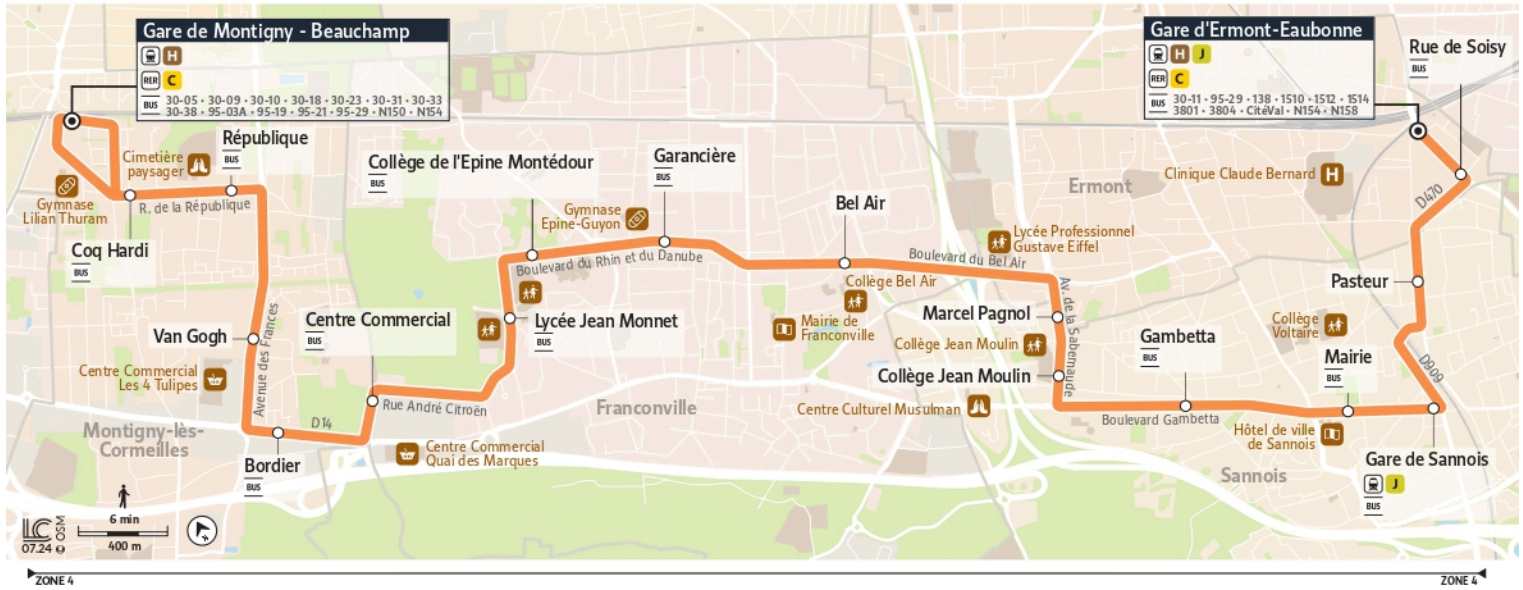 Gare de Montigny - Beauchamp
H
RER C
BUS 30-05 • 30-09 • 30-10 • 30-18 • 30-23 • 30-31 • 30-33
30-38 • 95-03A • 95-19 • 95-21 • 95-29 • N150 • N154
Gare d'Ermont-Eaubonne
H J
RER C
BUS 30-11 • 95-29 • 138 • 1510 • 1512 • 1514
3801 • 3804 • CitéVal • N154 • N158
Rue de Soisy
BUS
République
BUS
Cimetière
paysager
Gymnase
Lilian Thuram
R. de la République
Coq Hardi
BUS
Collège de l'Epine Montédour
BUS
Garancière
BUS
Gymnase
Epine-Guyon
Boulevard du Rhin et du Danube
Bel Air
BUS
Ermont
Clinique Claude Bernard
H
D470
Lycée Professionnel
Gustave Eiffel
Boulevard du Bel Air
Collège Bel Air
Pasteur
Van Gogh
Avenue des Frances
Centre Commercial
BUS
Lycée Jean Monnet
BUS
Mairie de
Franconville
Marcel Pagnol
Av. de la Sabernaude
Collège Jean Moulin
Gambetta
BUS
Collège
Voltaire
Mairie
BUS
D909
Centre Commercial
Les 4 Tulipes
Collège Jean Moulin
Rue André Citroën
Franconville
Centre Culturel Musulman
Boulevard Gambetta
D14
Montigny-lès-
Cormeilles
Centre Commercial
Quai des Marques
Hôtel de ville
de Sannois
Bordier
BUS
Sannois
Gare de Sannois
J
BUS
6 min
400 m
LC
07.24 © OSM
ZONE 4
ZONE 4